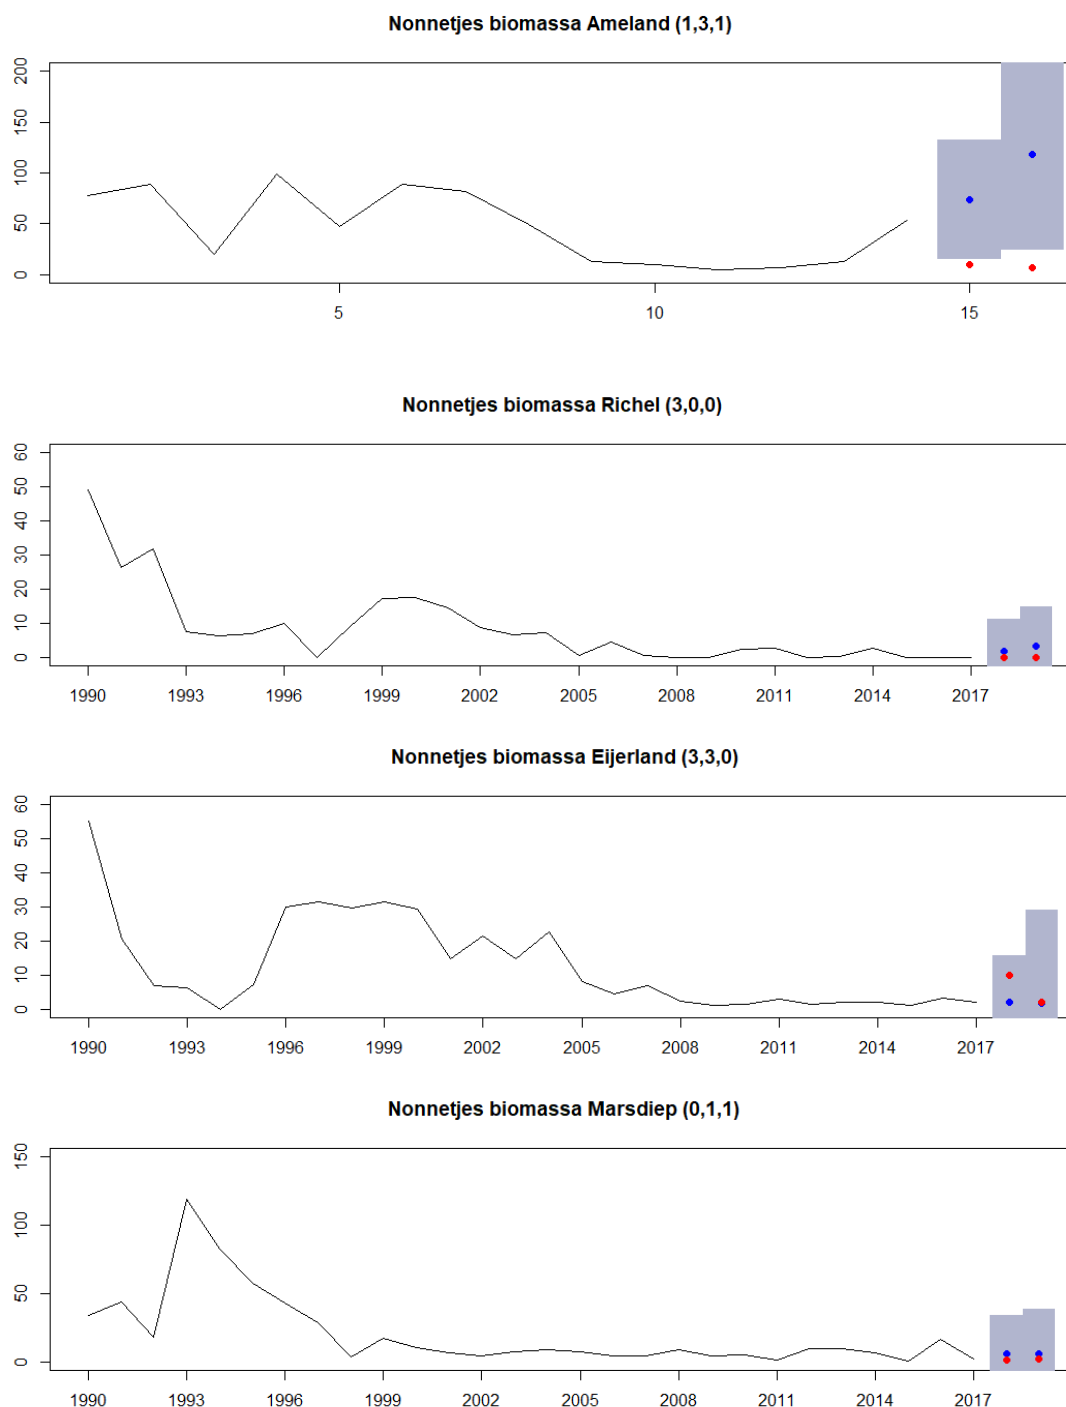 Nonnetjes biomassa Ameland (1,3,1)
200
150
100
50
0
5 10 15
Nonnetjes biomassa Richel (3,0,0)
60
50
40
30
20
10
0
1990 1993 1996 1999 2002 2005 2008 2011 2014 2017
Nonnetjes biomassa Eijerland (3,3,0)
60
50
40
30
20
10
0
1990 1993 1996 1999 2002 2005 2008 2011 2014 2017
Nonnetjes biomassa Marsdiep (0,1,1)
150
100
50
0
1990 1993 1996 1999 2002 2005 2008 2011 2014 2017